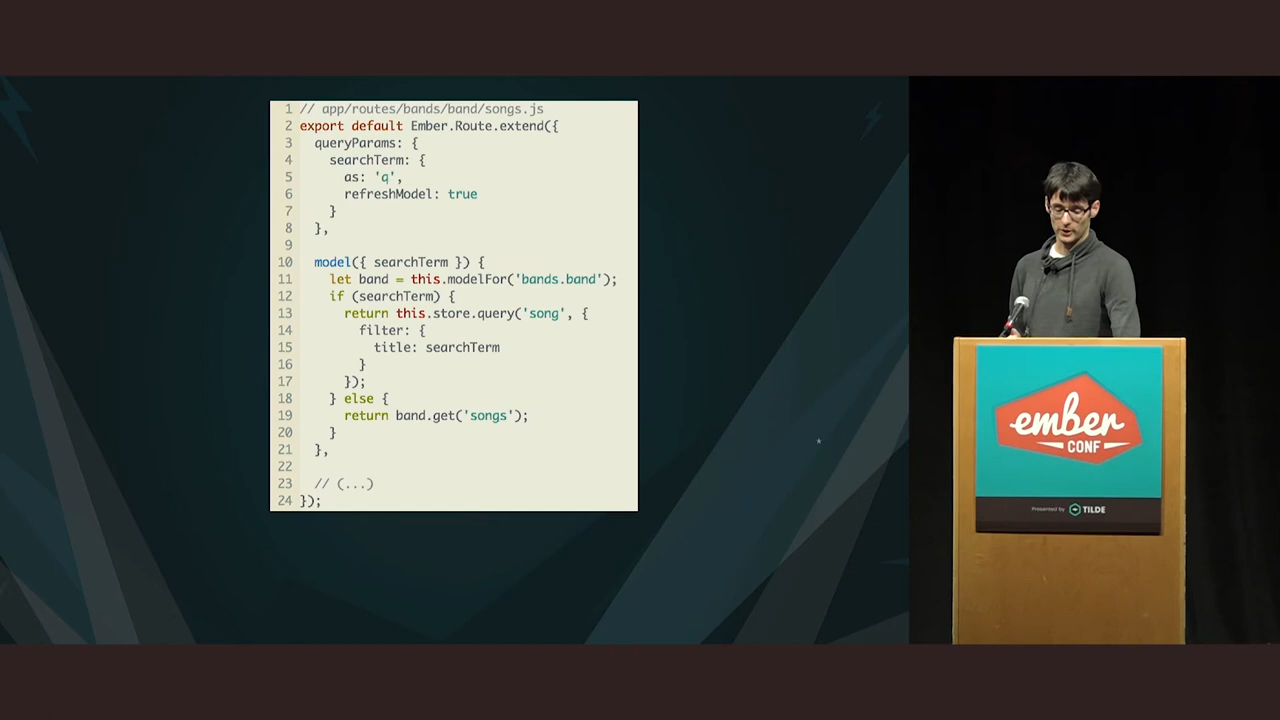 1 // app/routes/bands/band/songs.js
2 export default Ember.Route.extend({
3   queryParams: {
4     searchTerm: {
5       as: 'q',
6       refreshModel: true
7     }
8   },
9
10   model({ searchTerm }) {
11     let band = this.modelFor('bands.band');
12     if (searchTerm) {
13       return this.store.query('song', {
14         filter: {
15           title: searchTerm
16         }
17       });
18     } else {
19       return band.get('songs');
20     }
21   },
22
23   // (...)
24 });
ember
CONF
Presented by TILDE